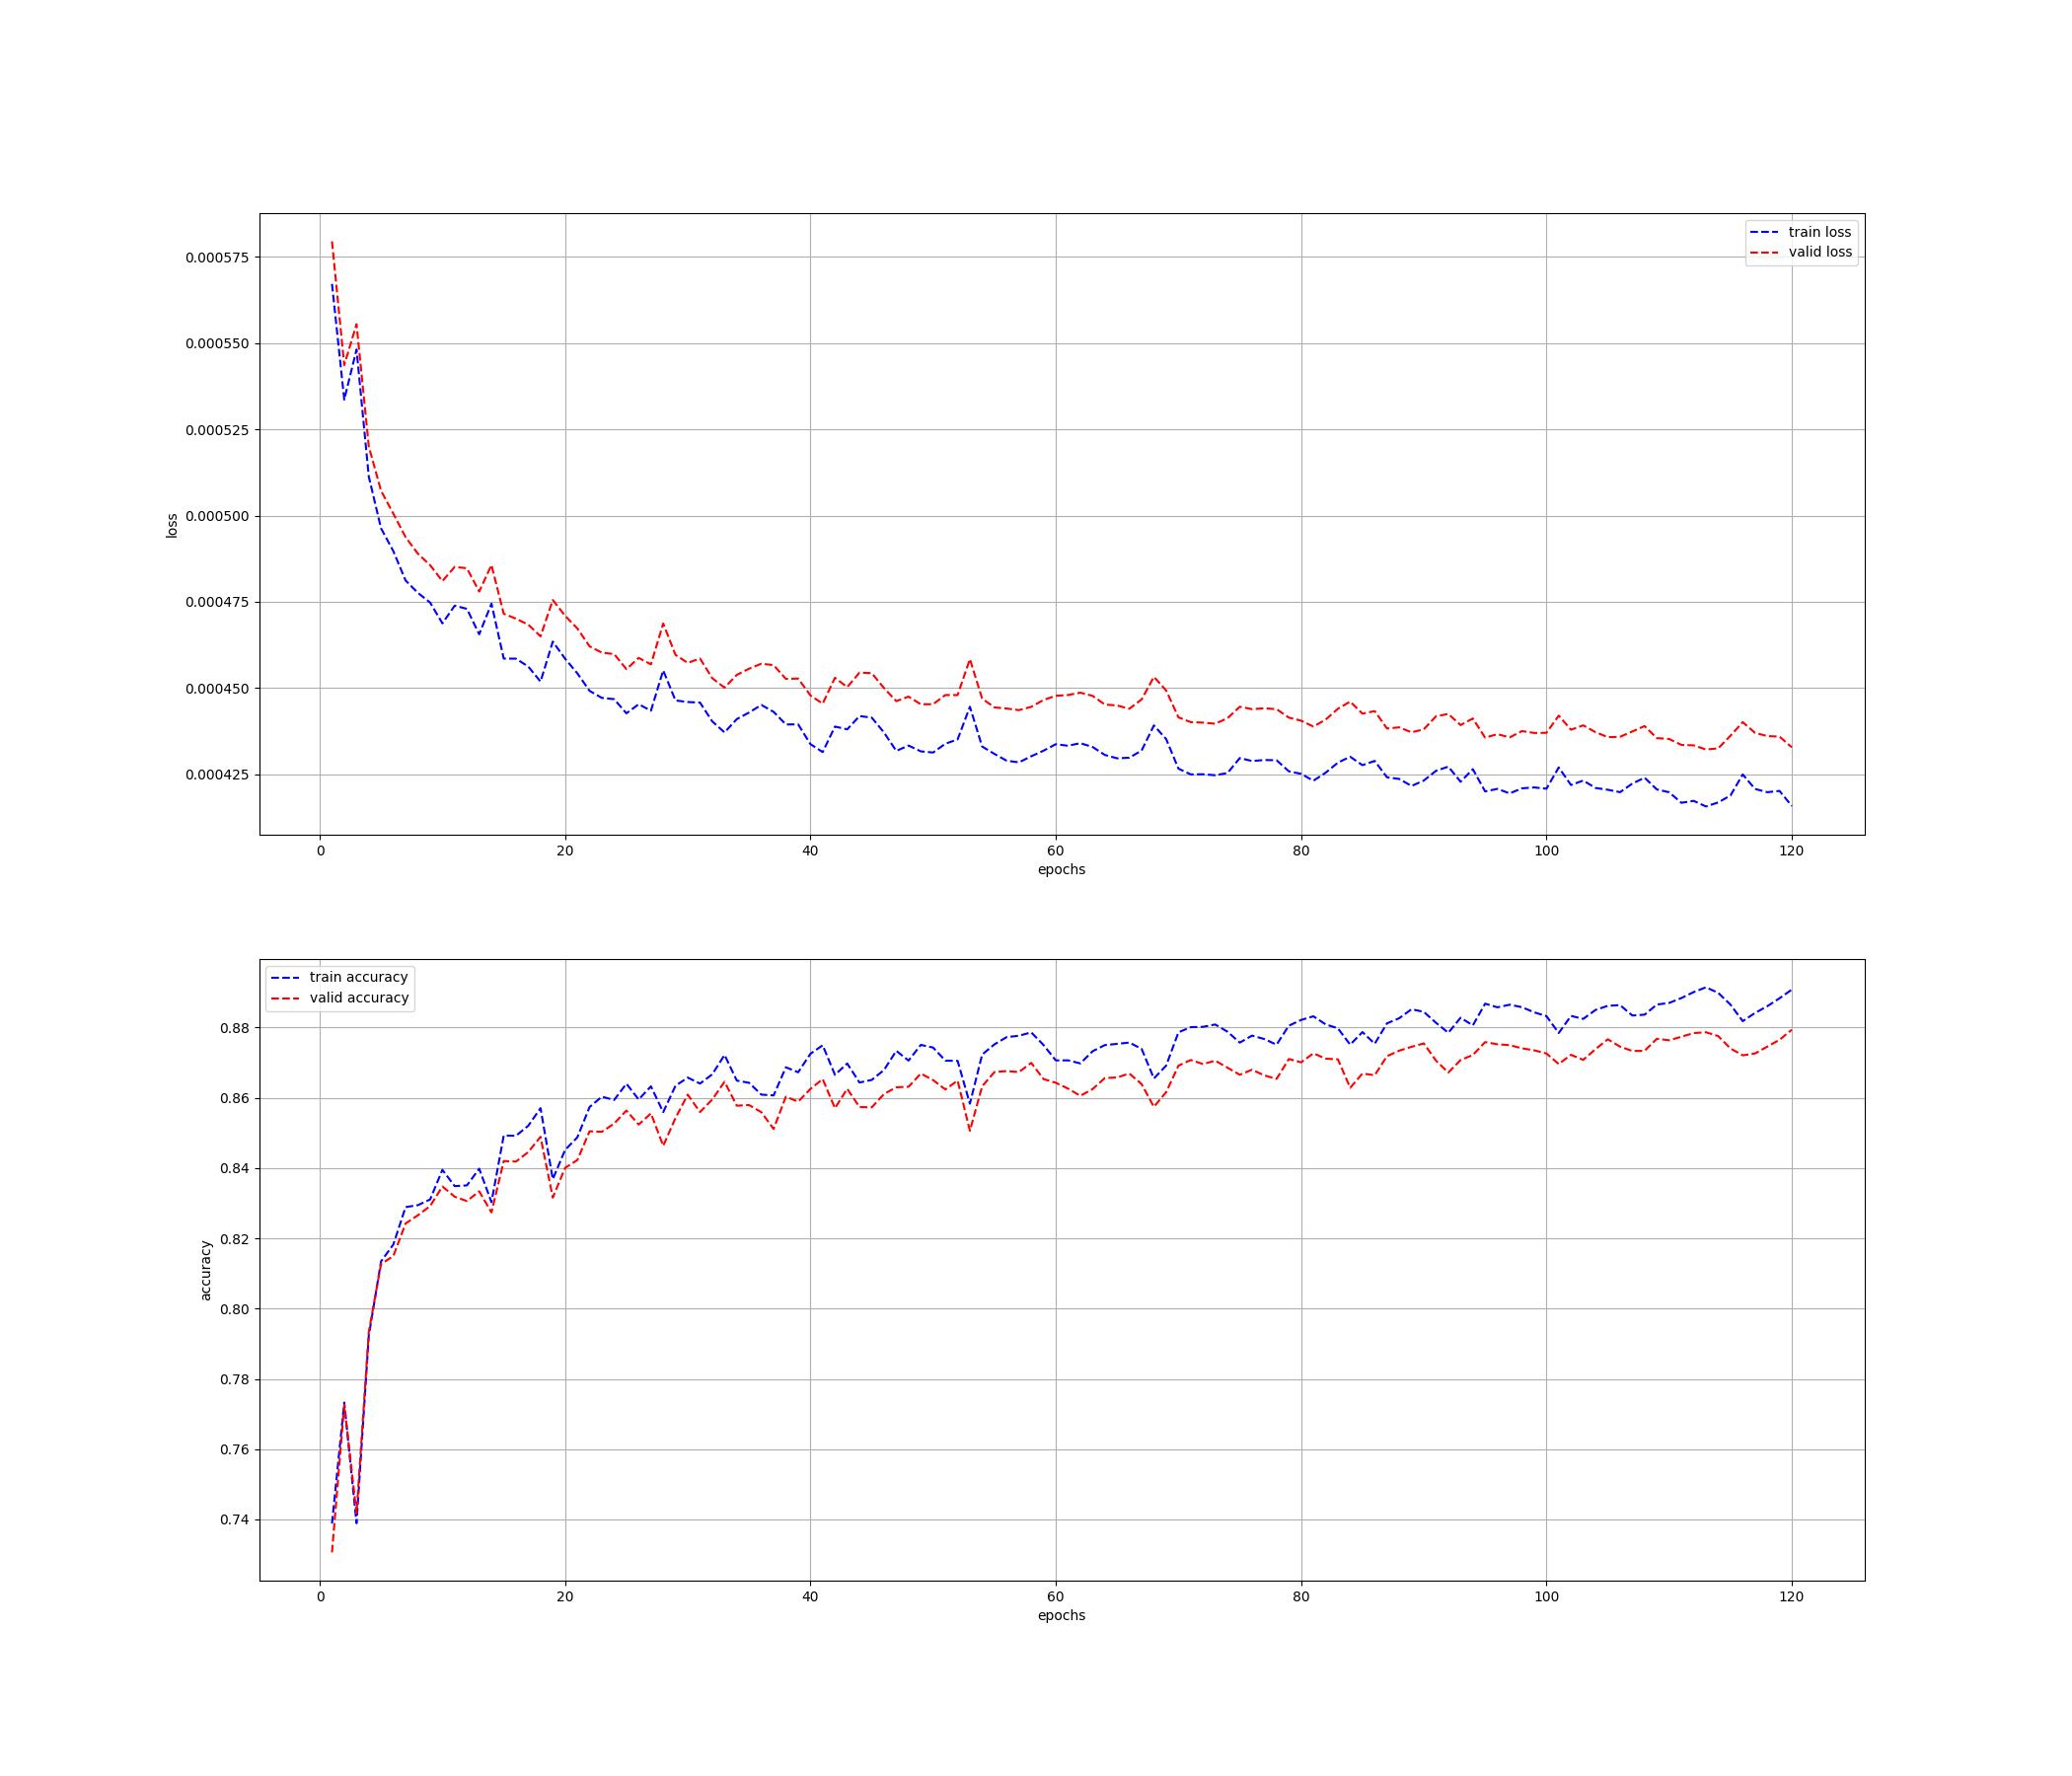 train loss
valid loss
0.000575
0.000550
0.000525
0.000500
0.000475
0.000450
0.000425
loss
0 20 40 60 80 100 120
epochs
train accuracy
valid accuracy
0.88
0.86
0.84
0.82
0.80
0.78
0.76
0.74
accuracy
0 20 40 60 80 100 120
epochs